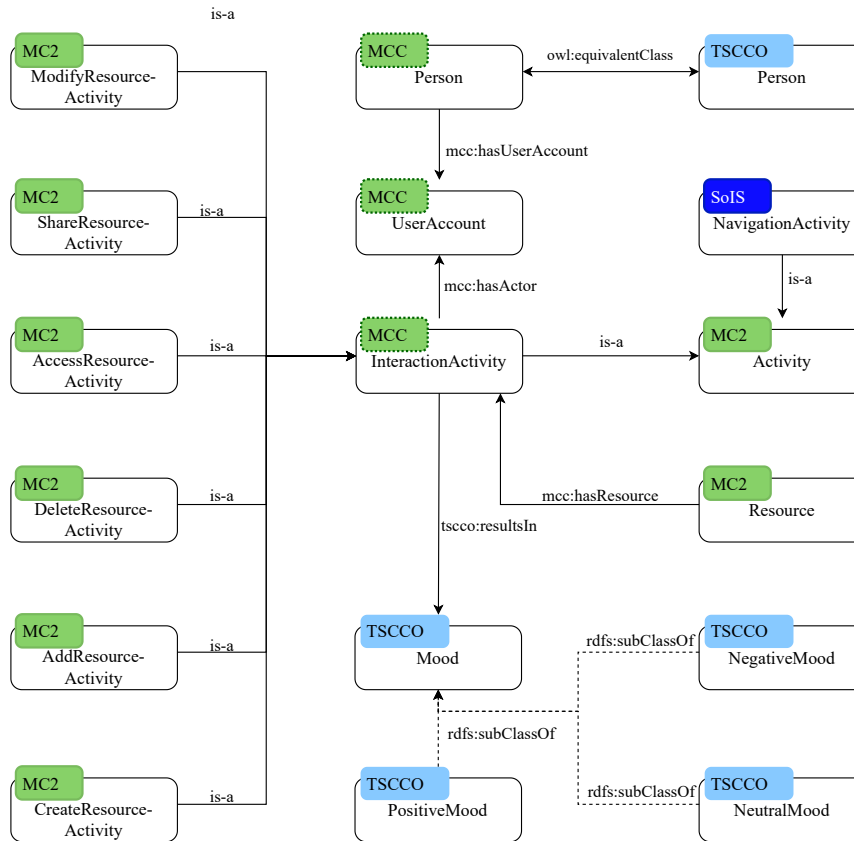 is-a
MC2
ModifyResource-
Activity
MCC
Person
owl:equivalentClass
TSCCO
Person
mcc:hasUserAccount
MC2
ShareResource-
Activity
is-a
MCC
UserAccount
SoIS
NavigationActivity
mcc:hasActor
is-a
MC2
AccessResource-
Activity
is-a
MCC
InteractionActivity
is-a
MC2
Activity
MC2
DeleteResource-
Activity
is-a
mcc:hasResource
MC2
Resource
tscco:resultsIn
MC2
AddResource-
Activity
is-a
TSCCO
Mood
rdfs:subClassOf
TSCCO
NegativeMood
rdfs:subClassOf
MC2
CreateResource-
Activity
is-a
TSCCO
PositiveMood
rdfs:subClassOf
TSCCO
NeutralMood